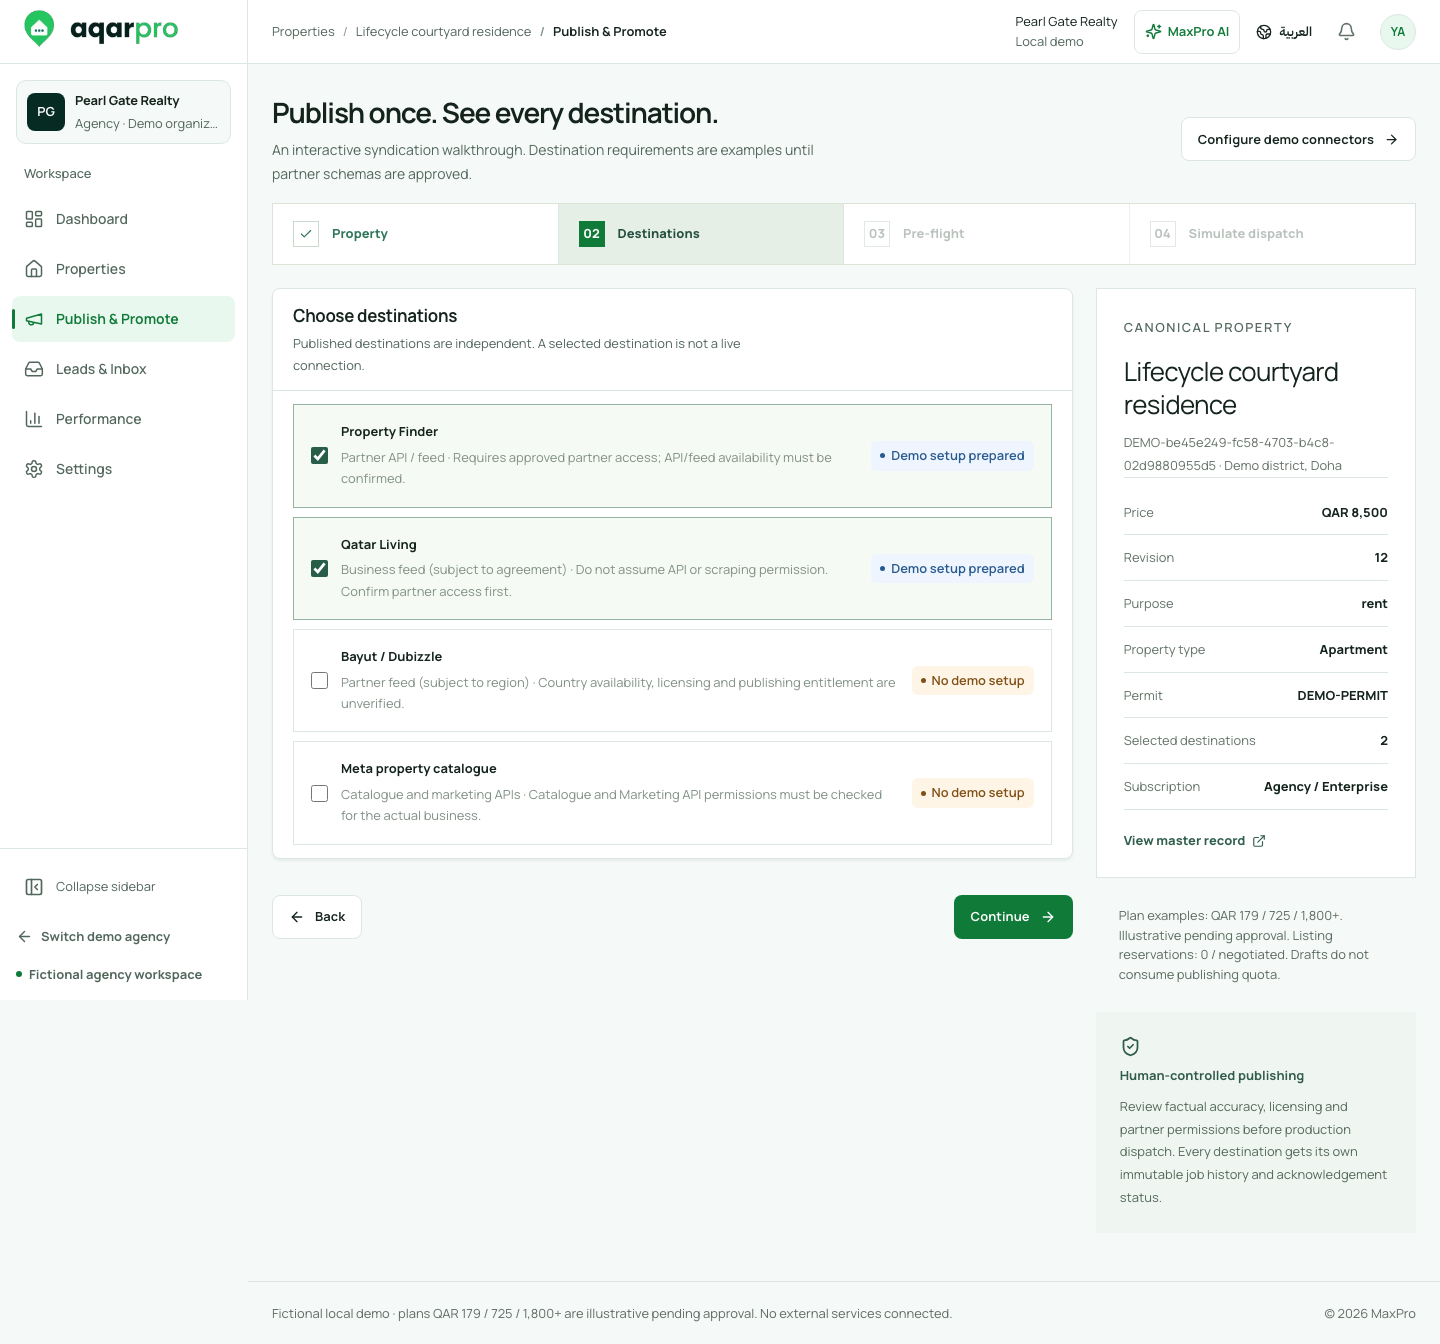 aqarpro
Properties / Lifecycle courtyard residence / Publish & Promote
Pearl Gate Realty
Local demo
MaxPro AI
العربية
YA
PG
Pearl Gate Realty
Agency · Demo organiz...
Workspace
Dashboard
Properties
Publish & Promote
Leads & Inbox
Performance
Settings
Collapse sidebar
Switch demo agency
Fictional agency workspace
Publish once. See every destination.
An interactive syndication walkthrough. Destination requirements are examples until
partner schemas are approved.
Configure demo connectors
Property
02 Destinations
03 Pre-flight
04 Simulate dispatch
Choose destinations
Published destinations are independent. A selected destination is not a live
connection.
Property Finder
Partner API / feed · Requires approved partner access; API/feed availability must be
confirmed.
Demo setup prepared
Qatar Living
Business feed (subject to agreement) · Do not assume API or scraping permission.
Confirm partner access first.
Demo setup prepared
Bayut / Dubizzle
Partner feed (subject to region) · Country availability, licensing and publishing entitlement are
unverified.
No demo setup
Meta property catalogue
Catalogue and marketing APIs · Catalogue and Marketing API permissions must be checked
for the actual business.
No demo setup
Back
Continue
CANONICAL PROPERTY
Lifecycle courtyard
residence
DEMO-be45e249-fc58-4703-b4c8-
02d9880955d5 · Demo district, Doha
Price QAR 8,500
Revision 12
Purpose rent
Property type Apartment
Permit DEMO-PERMIT
Selected destinations 2
Subscription Agency / Enterprise
View master record
Plan examples: QAR 179 / 725 / 1,800+.
Illustrative pending approval. Listing
reservations: 0 / negotiated. Drafts do not
consume publishing quota.
Human-controlled publishing
Review factual accuracy, licensing and
partner permissions before production
dispatch. Every destination gets its own
immutable job history and acknowledgement
status.
Fictional local demo · plans QAR 179 / 725 / 1,800+ are illustrative pending approval. No external services connected.
© 2026 MaxPro